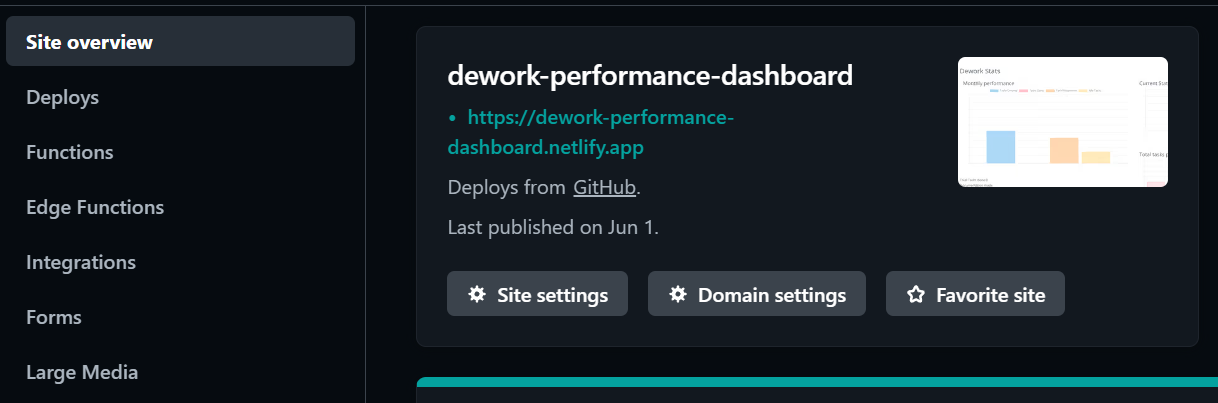 Site overview
Deploys
Functions
Edge Functions
Integrations
Forms
Large Media
dework-performance-dashboard
• https://dework-performance-
dashboard.netlify.app
Deploys from GitHub.
Last published on Jun 1.
Site settings
Domain settings
Favorite site
Dework Stats
Monthly performance
Total tasks